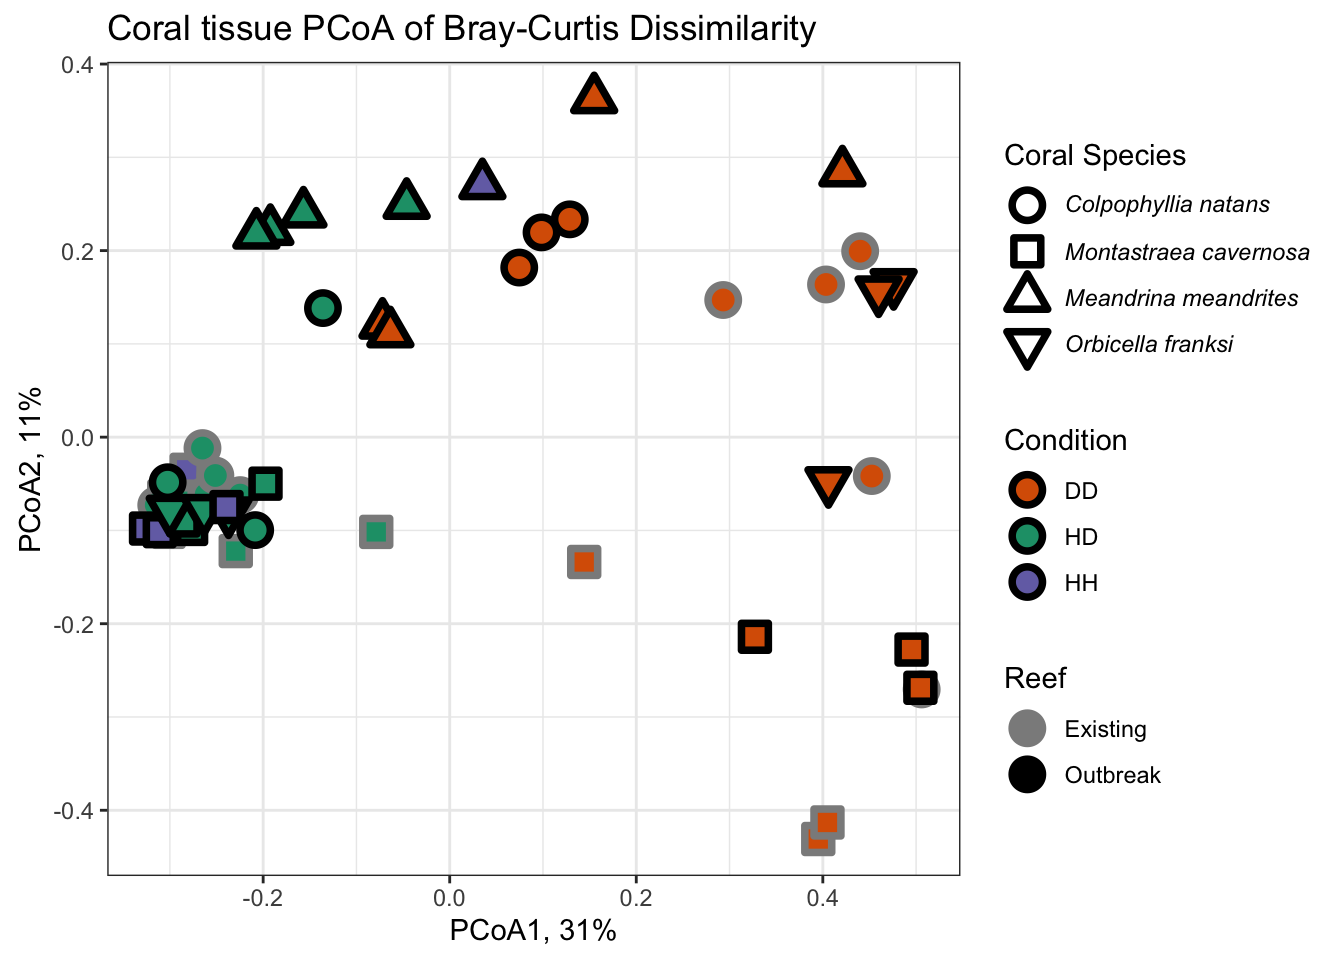 Coral tissue PCoA of Bray-Curtis Dissimilarity
0.4
0.2
0.0
-0.2
-0.4
PCoA2, 11%
-0.2
0.0
0.2
0.4
PCoA1, 31%
Coral Species
Colpophyllia natans
Montastraea cavernosa
Meandrina meandrites
Orbicella franksi
Condition
DD
HD
HH
Reef
Existing
Outbreak